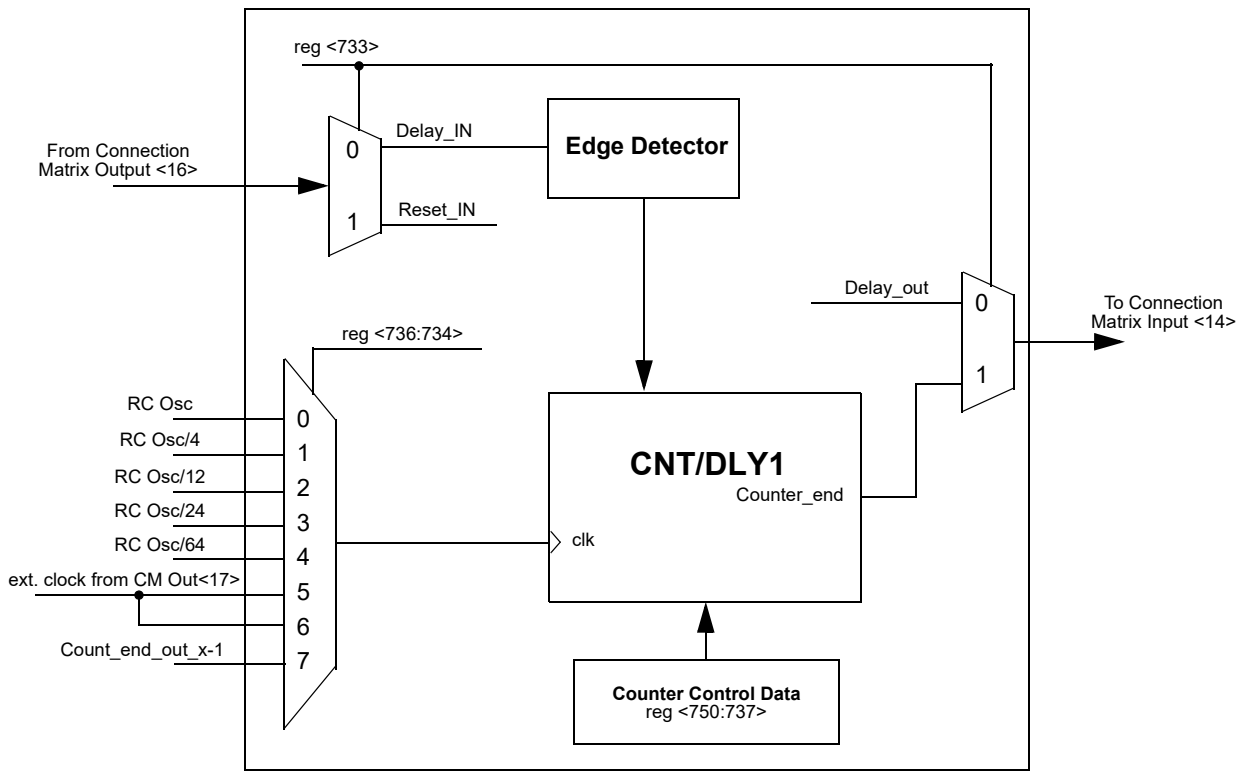 reg <733>
From Connection
Matrix Output <16>
0
Delay_IN
1
Reset_IN
Edge Detector
Delay_out
0
1
To Connection
Matrix Input <14>
reg <736:734>
RC Osc
0
RC Osc/4
1
RC Osc/12
2
RC Osc/24
3
RC Osc/64
4
ext. clock from CM Out<17>
5
6
Count_end_out_x-1
7
CNT/DLY1
Counter_end
clk
Counter Control Data
reg <750:737>